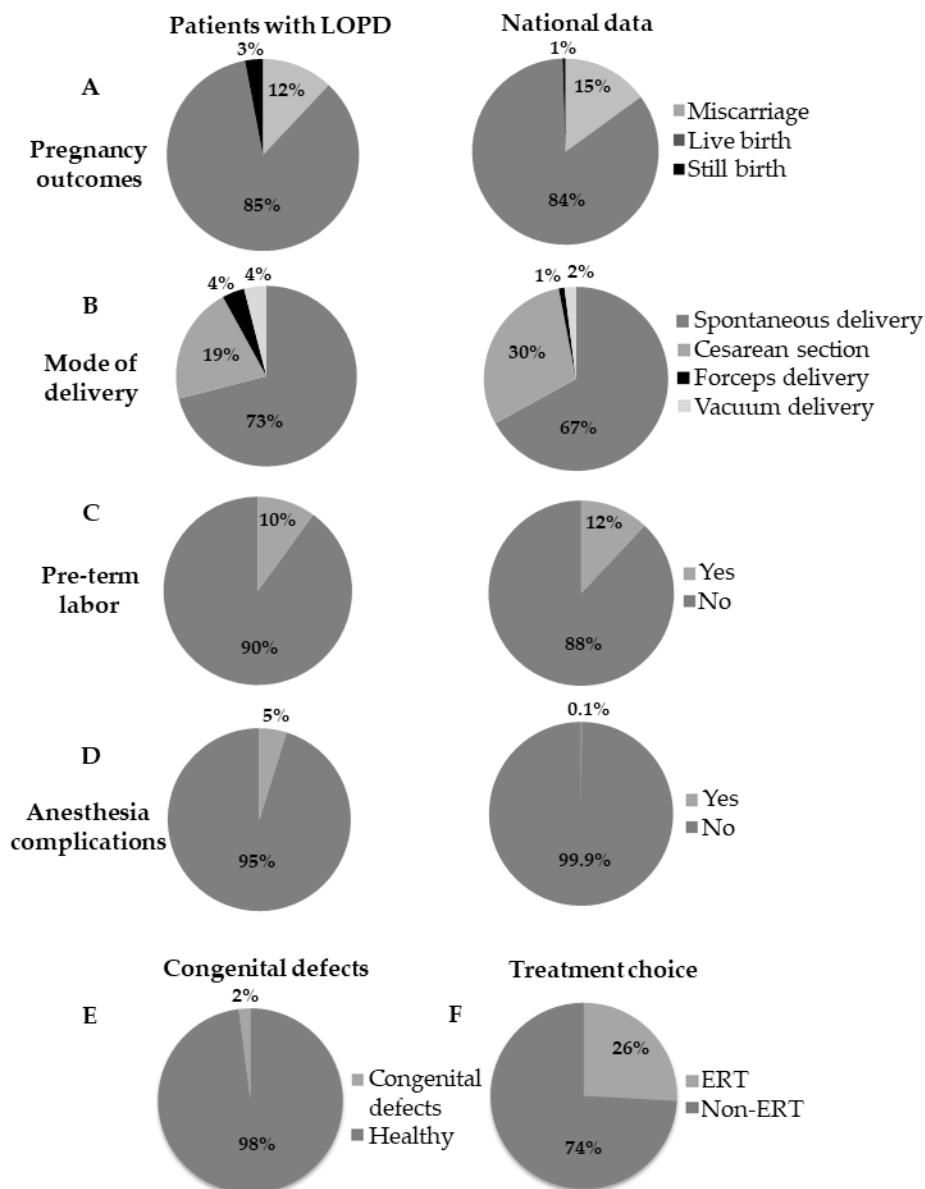 Patients with LOPD
National data
3%
1%
A
12%
15%
Miscarriage
Live birth
Still birth
Pregnancy
outcomes
85%
84%
4%
4%
1%
2%
B
Spontaneous delivery
Cesarean section
Forceps delivery
Vacuum delivery
19%
30%
Mode of
delivery
73%
67%
C
10%
12%
Pre-term
labor
Yes
No
90%
88%
5%
0.1%
D
Anesthesia
complications
Yes
No
95%
99.9%
Congenital defects
Treatment choice
2%
E
F
26%
Congenital
defects
Healthy
ERT
Non-ERT
98%
74%